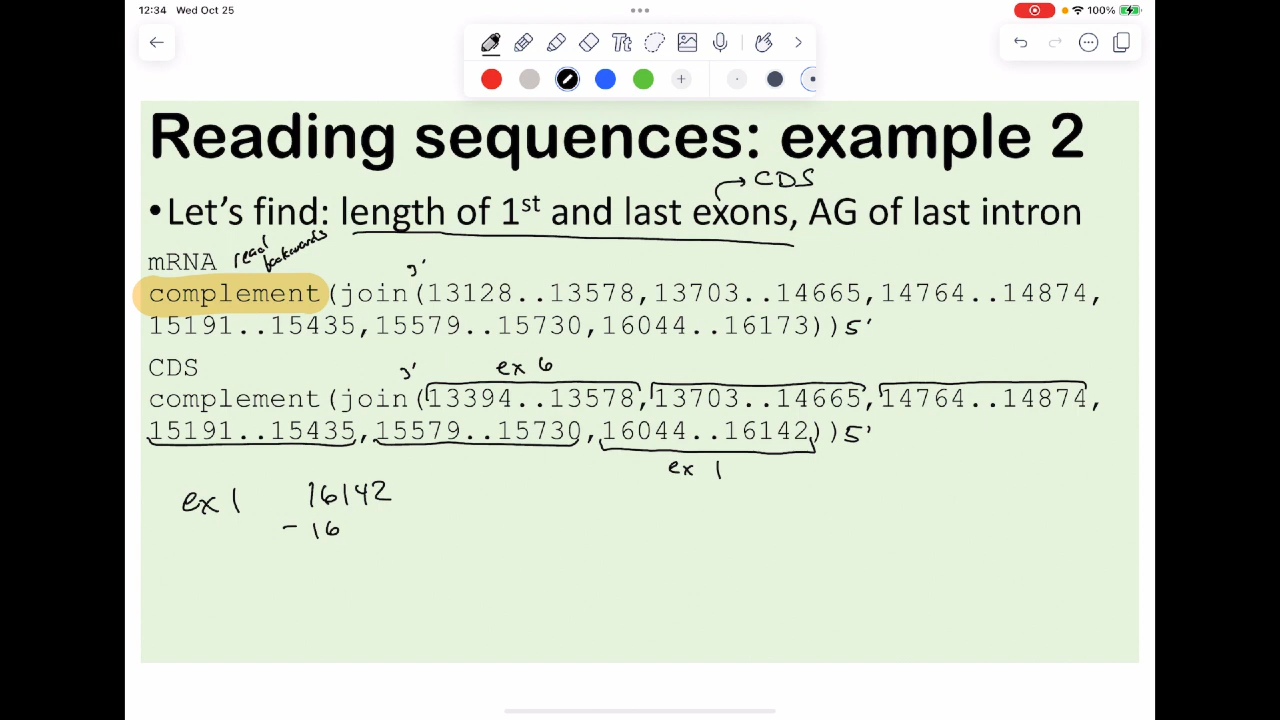 12:34 Wed Oct 25
100%
Tt
Reading sequences: example 2
→ CDS
•Let's find: length of 1st and last exons, AG of last intron
mRNA read backwards 3'
complement(join(13128..13578,13703..14665,14764..14874,
15191..15435,15579..15730,16044..16173))5'
CDS 3' ex 6
complement(join(13394..13578,13703..14665,14764..14874,
15191..15435,15579..15730,16044..16142))5'
ex 1
ex 1 16142
- 16